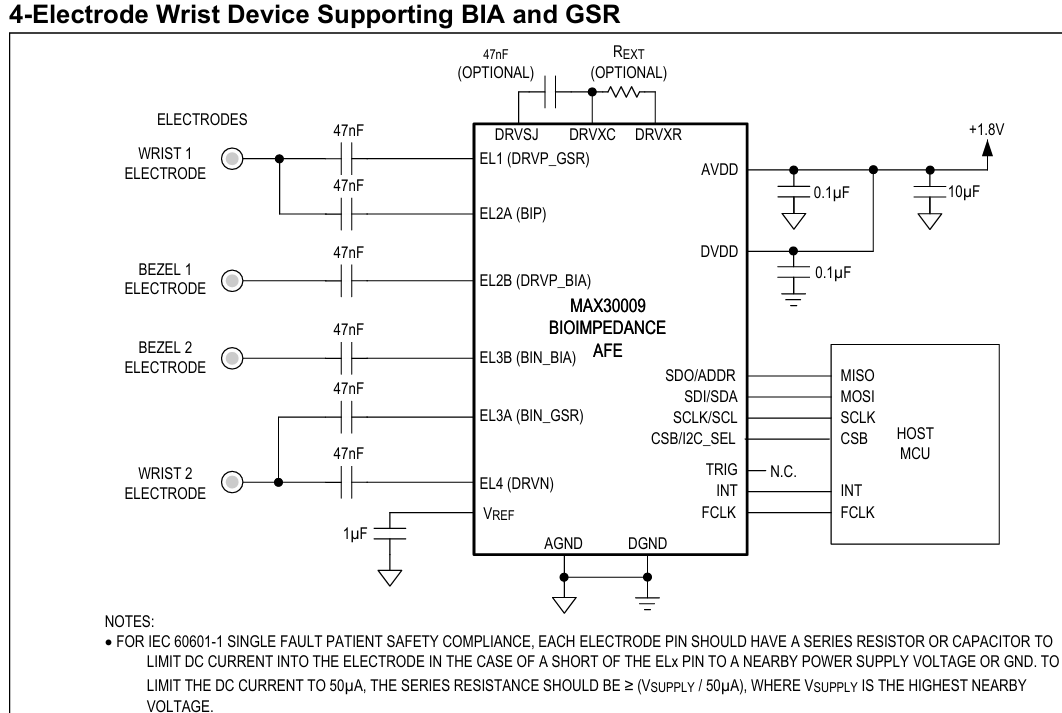 4-Electrode Wrist Device Supporting BIA and GSR
47nF
(OPTIONAL)
REXT
(OPTIONAL)
ELECTRODES
DRVSJ
DRVXC
DRVXR
+1.8V
WRIST 1
ELECTRODE
47nF
EL1 (DRVP_GSR)
AVDD
0.1µF
10µF
47nF
EL2A (BIP)
BEZEL 1
ELECTRODE
47nF
EL2B (DRVP_BIA)
DVDD
0.1µF
MAX30009
BIOIMPEDANCE
AFE
BEZEL 2
ELECTRODE
47nF
EL3B (BIN_BIA)
47nF
EL3A (BIN_GSR)
WRIST 2
ELECTRODE
47nF
EL4 (DRVN)
1µF
VREF
SDO/ADDR
MISO
SDI/SDA
MOSI
SCLK/SCL
SCLK
CSB/I2C_SEL
CSB
HOST
MCU
TRIG
N.C.
INT
INT
FCLK
FCLK
AGND
DGND
NOTES:
• FOR IEC 60601-1 SINGLE FAULT PATIENT SAFETY COMPLIANCE, EACH ELECTRODE PIN SHOULD HAVE A SERIES RESISTOR OR CAPACITOR TO
LIMIT DC CURRENT INTO THE ELECTRODE IN THE CASE OF A SHORT OF THE ELx PIN TO A NEARBY POWER SUPPLY VOLTAGE OR GND. TO
LIMIT THE DC CURRENT TO 50µA, THE SERIES RESISTANCE SHOULD BE ≥ (VSUPPLY / 50µA), WHERE VSUPPLY IS THE HIGHEST NEARBY
VOLTAGE.